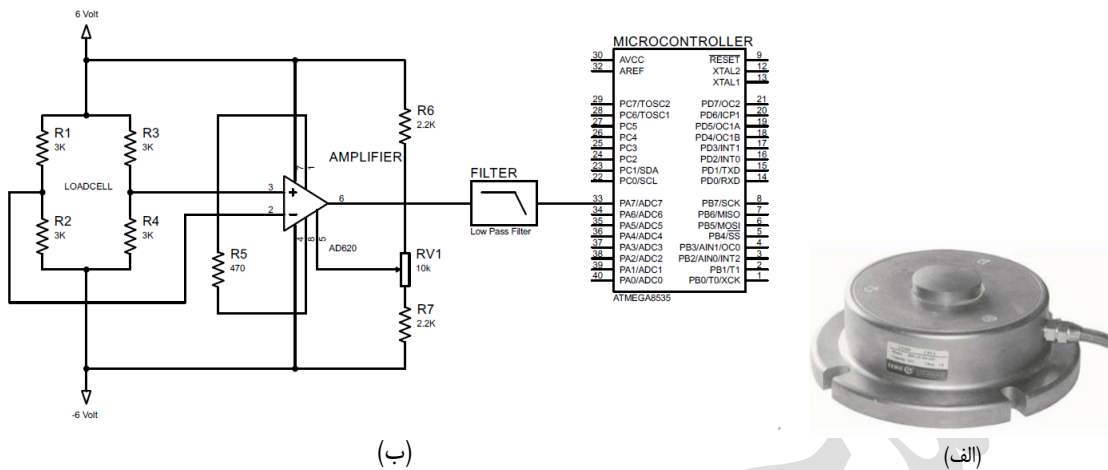 6 Volt
R1
3K
R3
3K
LOADCELL
R2
3K
R4
3K
-6 Volt
R5
470
AMPLIFIER
7
1
3
2
6
4
8
5
AD620
R6
2.2K
RV1
10k
R7
2.2K
FILTER
Low Pass Filter
MICROCONTROLLER
30 AVCC RESET 9
32 AREF XTAL2 12
XTAL1 13
29 PC7/TOSC2 PD7/OC2 21
28 PC6/TOSC1 PD6/ICP1 20
27 PC5 PD5/OC1A 19
26 PC4 PD4/OC1B 18
25 PC3 PD3/INT1 17
24 PC2 PD2/INT0 16
23 PC1/SDA PD1/TXD 15
22 PC0/SCL PD0/RXD 14
33 PA7/ADC7 PB7/SCK 8
34 PA6/ADC6 PB6/MISO 7
35 PA5/ADC5 PB5/MOSI 6
36 PA4/ADC4 PB4/SS 5
37 PA3/ADC3 PB3/AIN1/OC0 4
38 PA2/ADC2 PB2/AIN0/INT2 3
39 PA1/ADC1 PB1/T1 2
40 PA0/ADC0 PB0/T0/XCK 1
ATMEGA8535
(ب)
(الف)